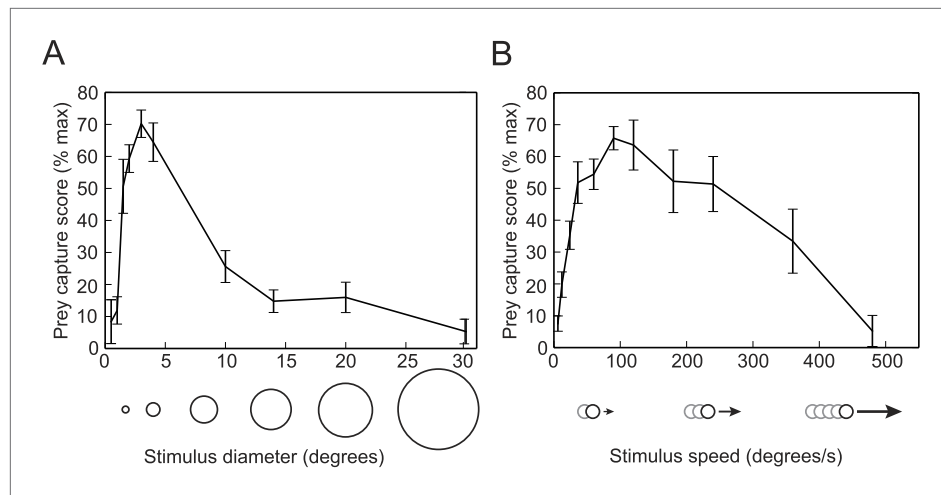 A
Prey capture score (% max)
80
70
60
50
40
30
20
10
0
0 5 10 15 20 25 30
Stimulus diameter (degrees)
B
Prey capture score (% max)
80
70
60
50
40
30
20
10
0
0 100 200 300 400 500
Stimulus speed (degrees/s)